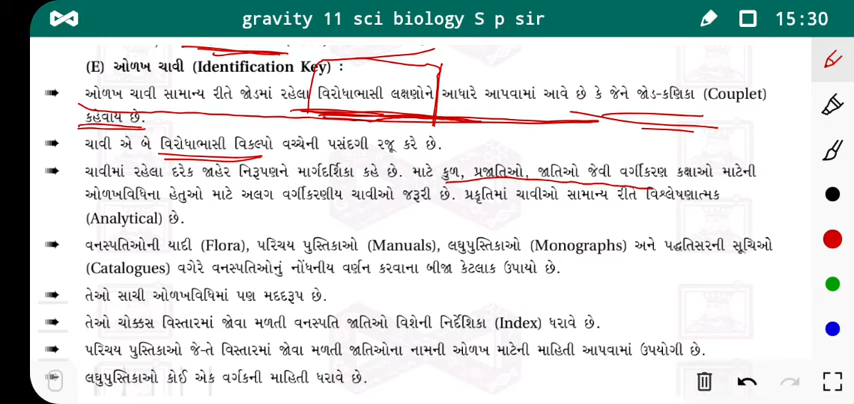 gravity 11 sci biology S p sir
15:30
(E) ઓળખ ચાવી (Identification Key) :
ઓળખ ચાવી સામાન્ય રીતે જોડમાં રહેલા વિરોધાભાસી લક્ષણોને આધારે આપવામાં આવે છે કે જેને જોડ-કણિકા (Couplet)
કહેવાય છે.
ચાવી એ બે વિરોધાભાસી વિકલ્પો વચ્ચેની પસંદગી રજૂ કરે છે.
ચાવીમાં રહેલા દરેક જાહેર નિરૂપણને માર્ગદર્શિકા કહે છે. માટે કુળ, પ્રજાતિઓ, જાતિઓ જેવી વર્ગીકરણ કક્ષાઓ માટેની
ઓળખવિધિના હેતુઓ માટે અલગ વર્ગીકરણીય ચાવીઓ જરૂરી છે. પ્રકૃતિમાં ચાવીઓ સામાન્ય રીતે વિશ્લેષણાત્મક
(Analytical) છે.
વનસ્પતિઓની યાદી (Flora), પરિચય પુસ્તિકાઓ (Manuals), લઘુપુસ્તિકાઓ (Monographs) અને પદ્ધતિસરની સૂચિઓ
(Catalogues) વગેરે વનસ્પતિઓનું નોંધનીય વર્ણન કરવાના બીજા કેટલાક ઉપાયો છે.
તેઓ સાચી ઓળખવિધિમાં પણ મદદરૂપ છે.
તેઓ ચોક્કસ વિસ્તારમાં જોવા મળતી વનસ્પતિ જાતિઓ વિશેની નિર્દેશિકા (Index) ધરાવે છે.
પરિચય પુસ્તિકાઓ જે-તે વિસ્તારમાં જોવા મળતી જાતિઓના નામની ઓળખ માટેની માહિતી આપવામાં ઉપયોગી છે.
લઘુપુસ્તિકાઓ કોઈ એક વર્ગકની માહિતી ધરાવે છે.